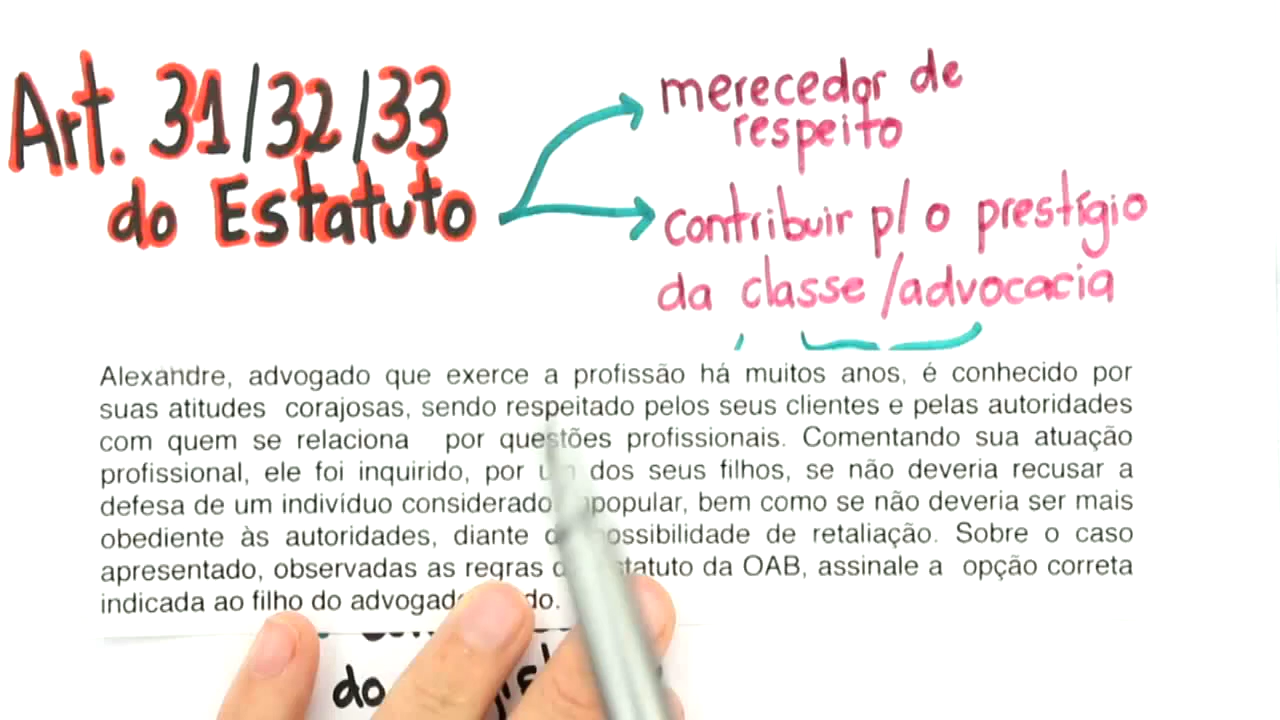 Art. 31/32/33
do Estatuto
merecedor de
respeito
contribuir p/ o prestígio
da classe /advocacia
Alexandre, advogado que exerce a profissão há muitos anos, é conhecido por
suas atitudes corajosas, sendo respeitado pelos seus clientes e pelas autoridades
com quem se relaciona por questões profissionais. Comentando sua atuação
profissional, ele foi inquirido, por um dos seus filhos, se não deveria recusar a
defesa de um indivíduo considerado popular, bem como se não deveria ser mais
obediente às autoridades, diante possibilidade de retaliação. Sobre o caso
apresentado, observadas as regras statuto da OAB, assinale a opção correta
indicada ao filho do advogad do.
do